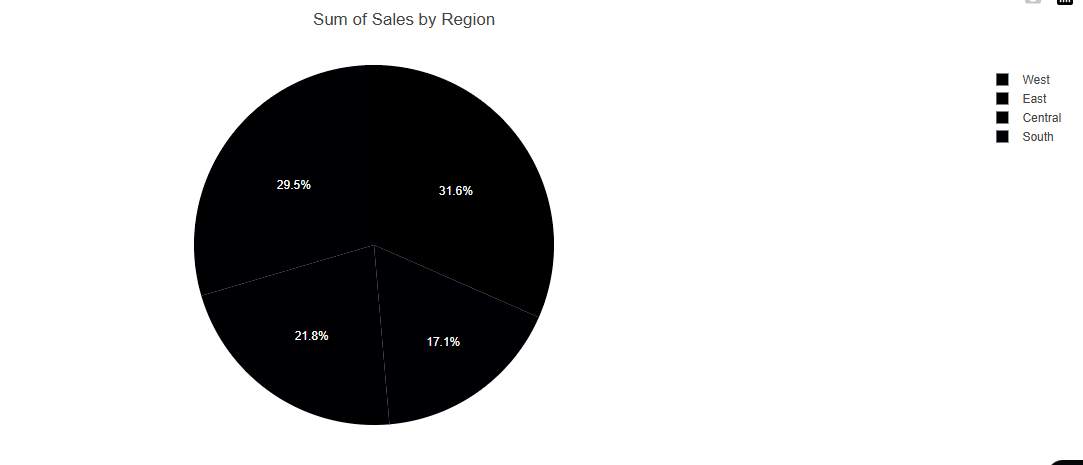 Sum of Sales by Region
West
East
Central
South
29.5%
31.6%
21.8%
17.1%